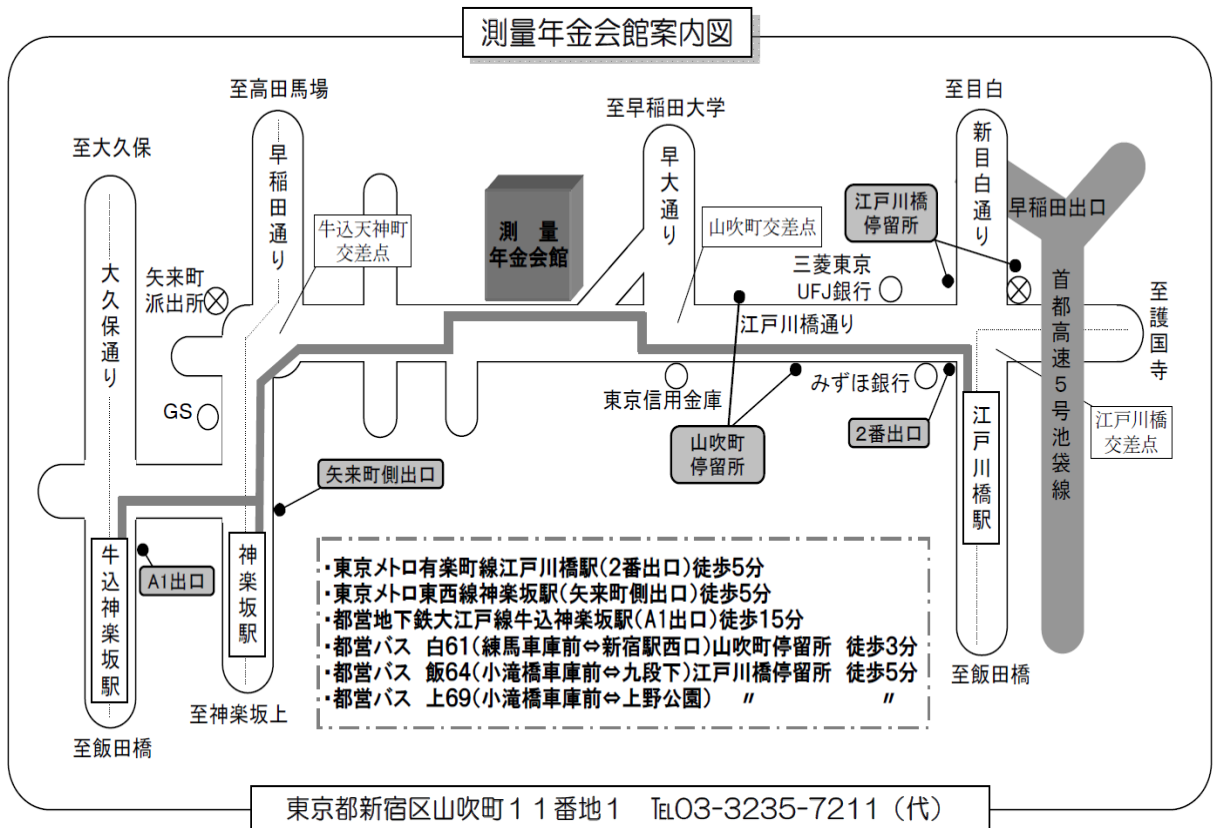 測量年金会館案内図
至高田馬場
至目白
至早稲田大学
至大久保
早稲田通り
早大通り
新目白通り
江戸川橋
停留所
早稲田出口
牛込天神町
交差点
測 量
年金会館
山吹町交差点
大久保通り
矢来町
派出所
三菱東京
UFJ銀行
首都高速5号池袋線
至護国寺
江戸川橋通り
GS
東京信用金庫
みずほ銀行
江戸川橋
交差点
山吹町
停留所
2番出口
江戸川橋駅
矢来町側出口
牛込神楽坂駅
A1出口
神楽坂駅
・東京メトロ有楽町線江戸川橋駅(2番出口)徒歩5分
・東京メトロ東西線神楽坂駅(矢来町側出口)徒歩5分
・都営地下鉄大江戸線牛込神楽坂駅(A1出口)徒歩15分
・都営バス 白61(練馬車庫前⇔新宿駅西口)山吹町停留所 徒歩3分
・都営バス 飯64(小滝橋車庫前⇔九段下)江戸川橋停留所 徒歩5分
・都営バス 上69(小滝橋車庫前⇔上野公園) 〃 〃
至飯田橋
至神楽坂上
至飯田橋
東京都新宿区山吹町11番地1 ℡03-3235-7211(代)